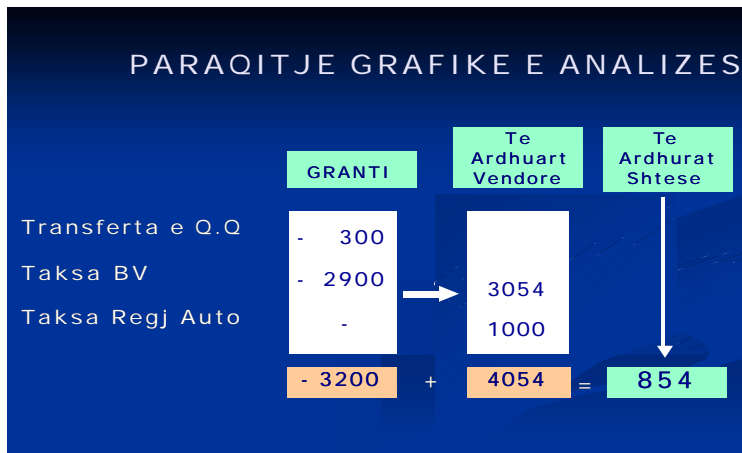 PARAQITJE GRAFIKE E ANALIZES
GRANTI
Te
Ardhuart
Vendore
Te
Ardhurat
Shtese
Transferta e Q.Q
- 300
Taksa BV
- 2900
3054
Taksa Regj Auto
-
1000
- 3200 + 4054 = 854